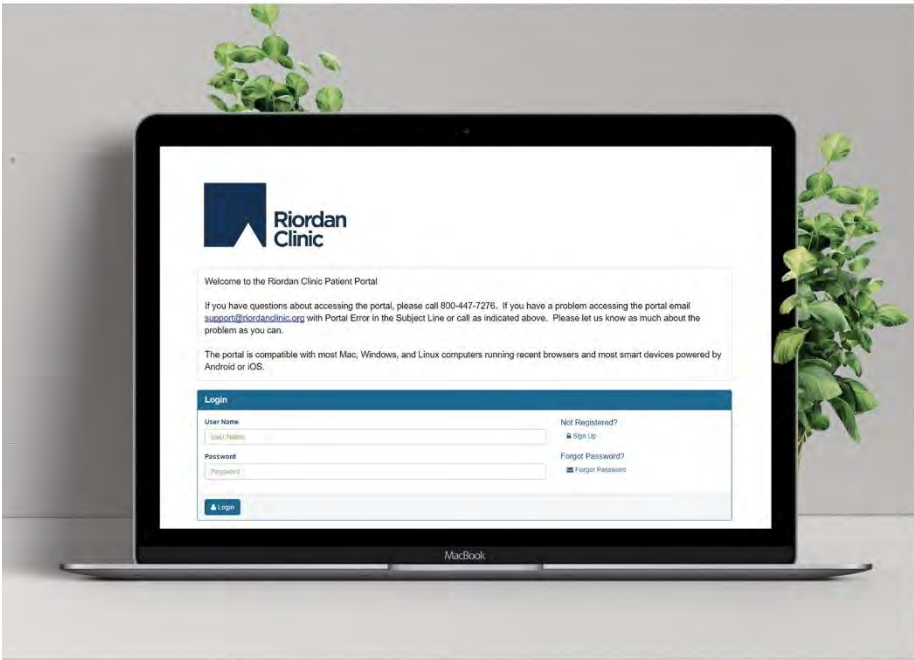 Riordan
Clinic
Welcome to the Riordan Clinic Patient Portal
If you have questions about accessing the portal, please call 800-447-7276. If you have a problem accessing the portal email
support@riordanclinic.org with Portal Error in the Subject Line or call as indicated above. Please let us know as much about the
problem as you can.
The portal is compatible with most Mac, Windows, and Linux computers running recent browsers and most smart devices powered by
Android or iOS.
Login
User Name
User Name
Password
Password
Login
Not Registered?
Sign Up
Forgot Password?
Forgot Password
MacBook